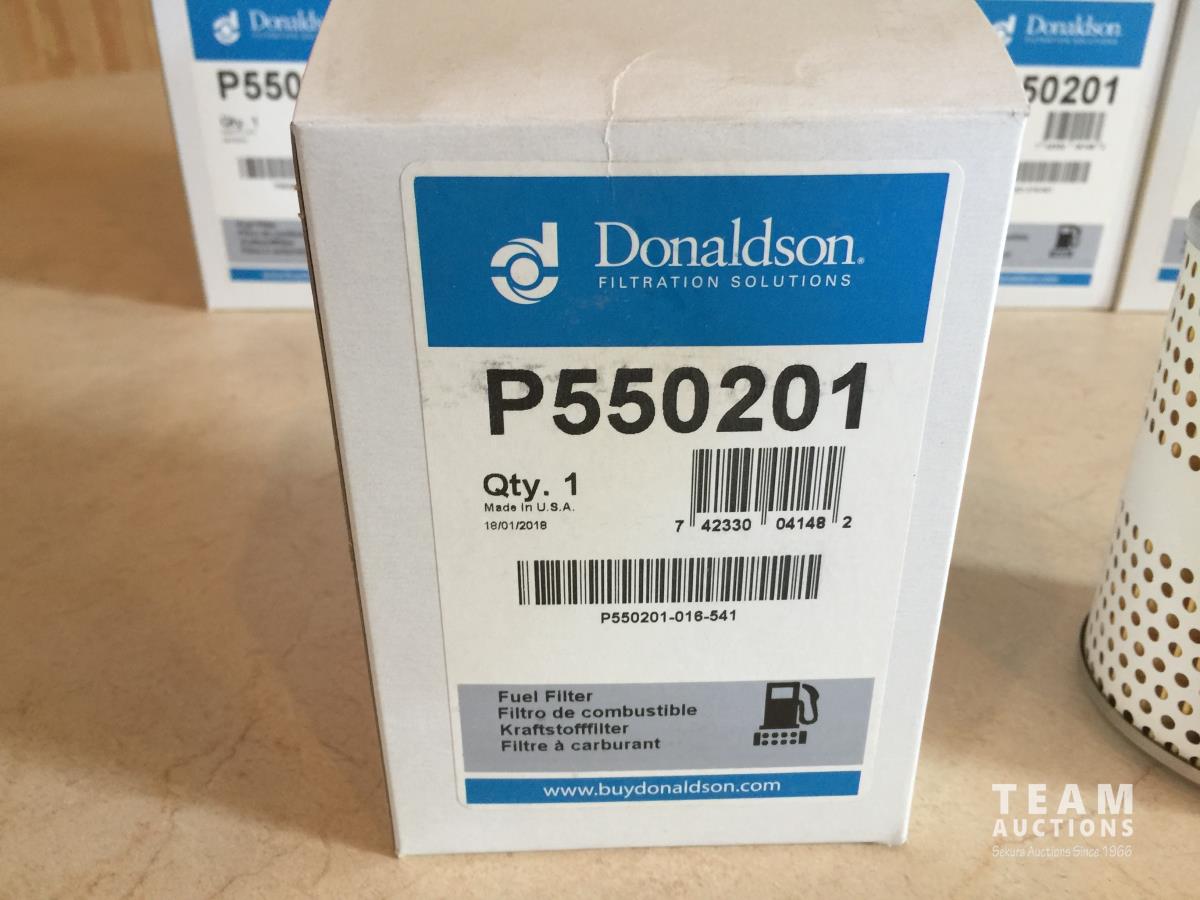 Donaldson
P550
Qty. 1
Donaldson
FILTRATION SOLUTIONS
50201
Donaldson®
FILTRATION SOLUTIONS
P550201
Qty. 1
Made in U.S.A.
18/01/2018
7 42330 04148 2
P550201-016-541
Fuel Filter
Filtro de combustible
Kraftstofffilter
Filtre à carburant
www.buydonaldson.com
TEAM
AUCTIONS
Sekura Auctions Since 1966